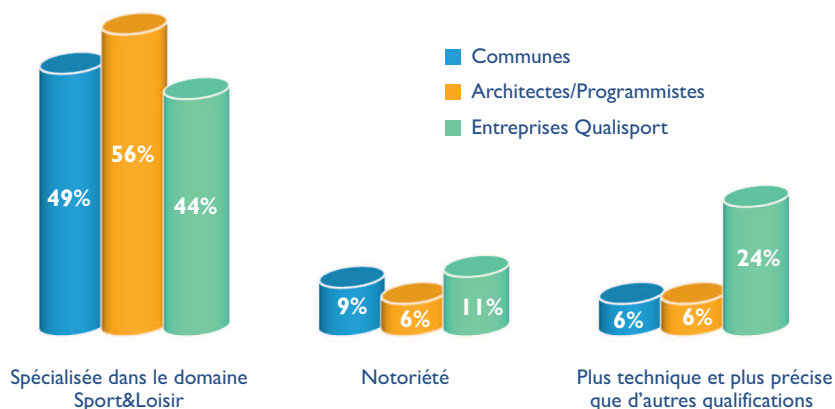 Communes
Architectes/Programmistes
Entreprises Qualisport
49%
56%
44%
9%
6%
11%
6%
6%
24%
Spécialisée dans le domaine
Sport&Loisir
Notoriété
Plus technique et plus précise
que d'autres qualifications